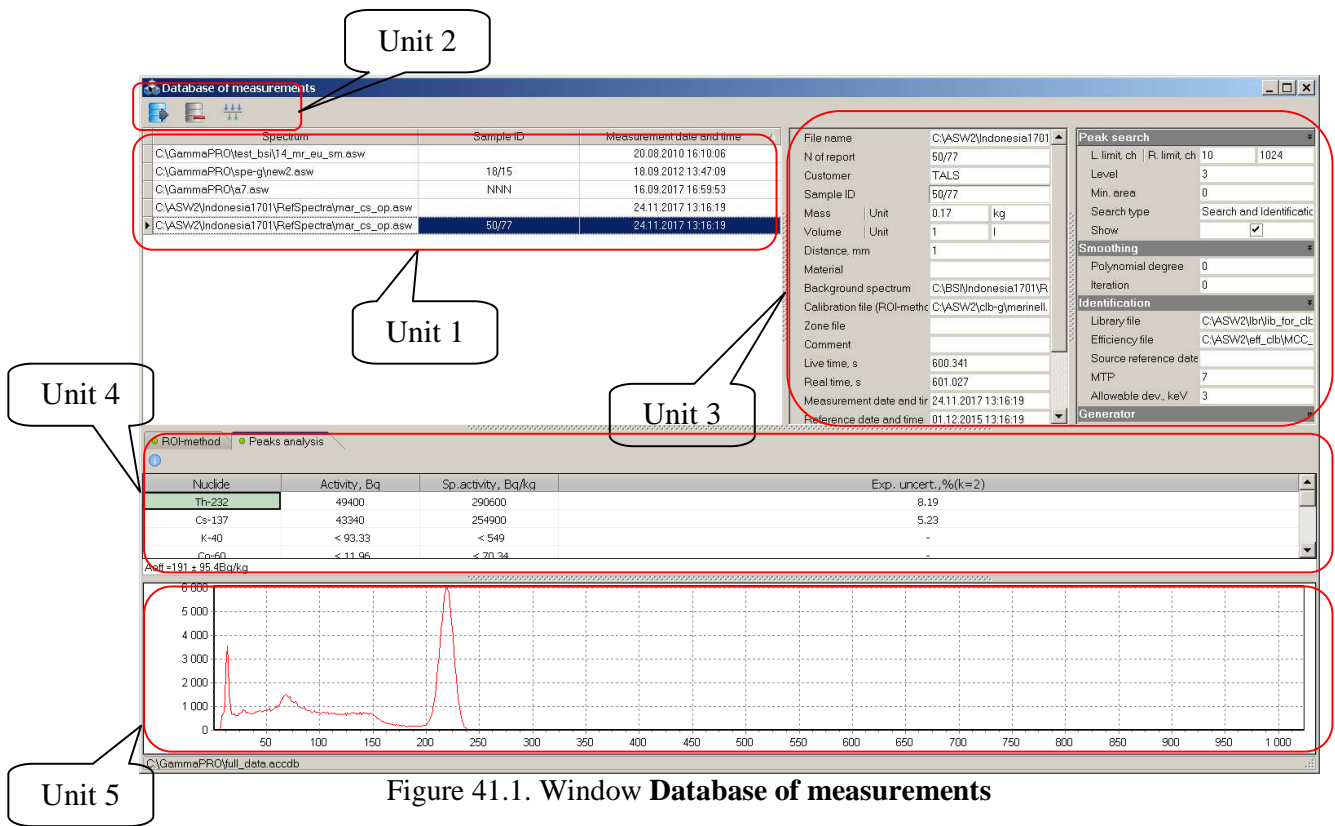 Unit 2
Database of measurements
Spectrum Sample ID Measurement date and time
C:\GammaPRO\test_bsi\14_mr_eu_sm.asw 20.08.2010 16:10:06
C:\GammaPRO\spe-g\new2.asw 18/15 18.09.2012 13:47:09
C:\GammaPRO\a7.asw NNN 16.09.2017 16:59:53
C:\ASW2\Indonesia1701\RefSpectra\mar_cs_op.asw 24.11.2017 13:16:19
C:\ASW2\Indonesia1701\RefSpectra\mar_cs_op.asw 50/77 24.11.2017 13:16:19
Unit 1
File name C:\ASW2\Indonesia1701
N of report 50/77
Customer TALS
Sample ID 50/77
Mass Unit 0.17 kg
Volume Unit 1 l
Distance, mm 1
Material
Background spectrum C:\BSI\Indonesia1701\R
Calibration file (ROI-metho C:\ASW2\clb-g\marinell.
Zone file
Comment
Live time, s 600.341
Real time, s 601.027
Measurement date and tir 24.11.2017 13:16:19
Reference date and time 01.12.2015 13:16:19
Peak search
L. limit, ch R. limit, ch 10 1024
Level 3
Min. area 0
Search type Search and Identificatic
Show
Smoothing
Polynomial degree 0
Iteration 0
Identification
Library file C:\ASW2\lbr\lib_for_clb
Efficiency file C:\ASW2\eff_clb\MCC_
Source reference date
MTP 7
Allowable dev., keV 3
Generator
Unit 3
Unit 4
ROI-method Peaks analysis
Nuclide Activity, Bq Sp.activity, Bq/kg Exp. uncert.,%(k=2)
Th-232 49400 290600 8.19
Cs-137 43340 254900 5.23
K-40 < 93.33 < 549 -
Co-60 < 11.96 < 70.34 -
Aeff =191 ± 95.4Bq/kg
6 000
5 000
4 000
3 000
2 000
1 000
0
50 100 150 200 250 300 350 400 450 500 550 600 650 700 750 800 850 900 950 1 000
C:\GammaPRO\full_data.accdb
Unit 5
Figure 41.1. Window Database of measurements